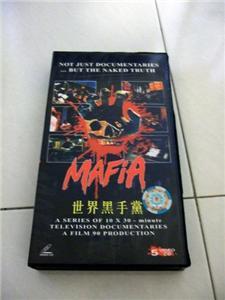 NOT JUST DOCUMENTARIES
... BUT THE NAKED TRUTH
MAFIA
世界黑手黨
A SERIES OF 10 X 30 - minute
TELEVISION DOCUMENTARIES
A FILM 90 PRODUCTION